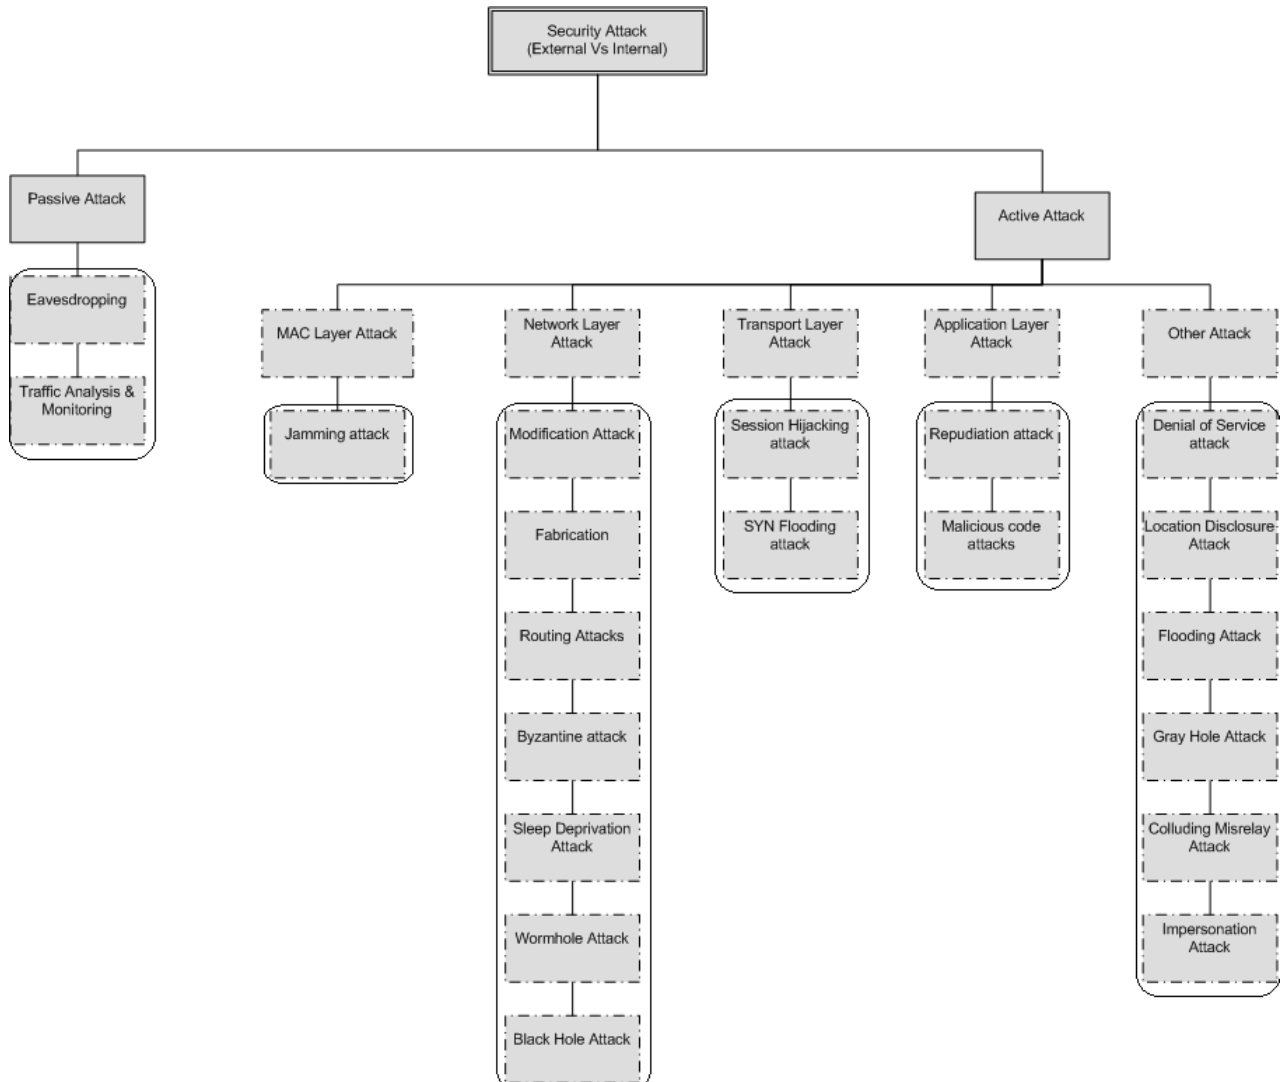 Security Attack
(External Vs Internal)
Passive Attack
Active Attack
Eavesdropping
Traffic Analysis &
Monitoring
MAC Layer Attack
Jamming attack
Network Layer
Attack
Modification Attack
Fabrication
Routing Attacks
Byzantine attack
Sleep Deprivation
Attack
Wormhole Attack
Black Hole Attack
Transport Layer
Attack
Session Hijacking
attack
SYN Flooding
attack
Application Layer
Attack
Repudiation attack
Malicious code
attacks
Other Attack
Denial of Service
attack
Location Disclosure
Attack
Flooding Attack
Gray Hole Attack
Colluding Misrelay
Attack
Impersonation
Attack